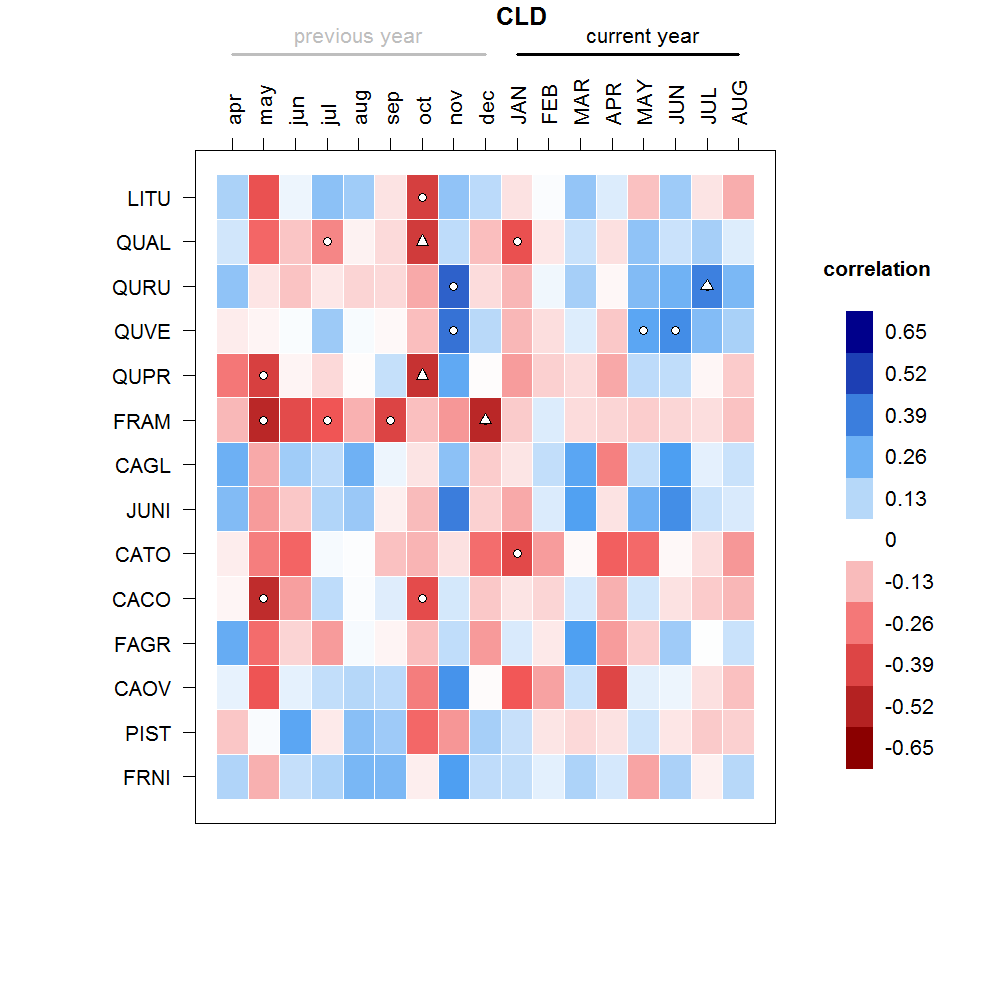 CLD
previous year current year
apr may jun jul aug sep oct nov dec JAN FEB MAR APR MAY JUN JUL AUG
LITU
QUAL
QURU
QUVE
QUPR
FRAM
CAGL
JUNI
CATO
CACO
FAGR
CAOV
PIST
FRNI
correlation
0.65
0.52
0.39
0.26
0.13
0
-0.13
-0.26
-0.39
-0.52
-0.65